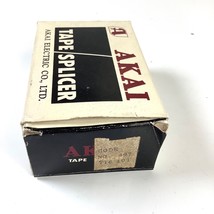 A AKAI
TAPE-SPLICER
AKAI ELECTRIC CO., LTD.
AKAI
TAPE